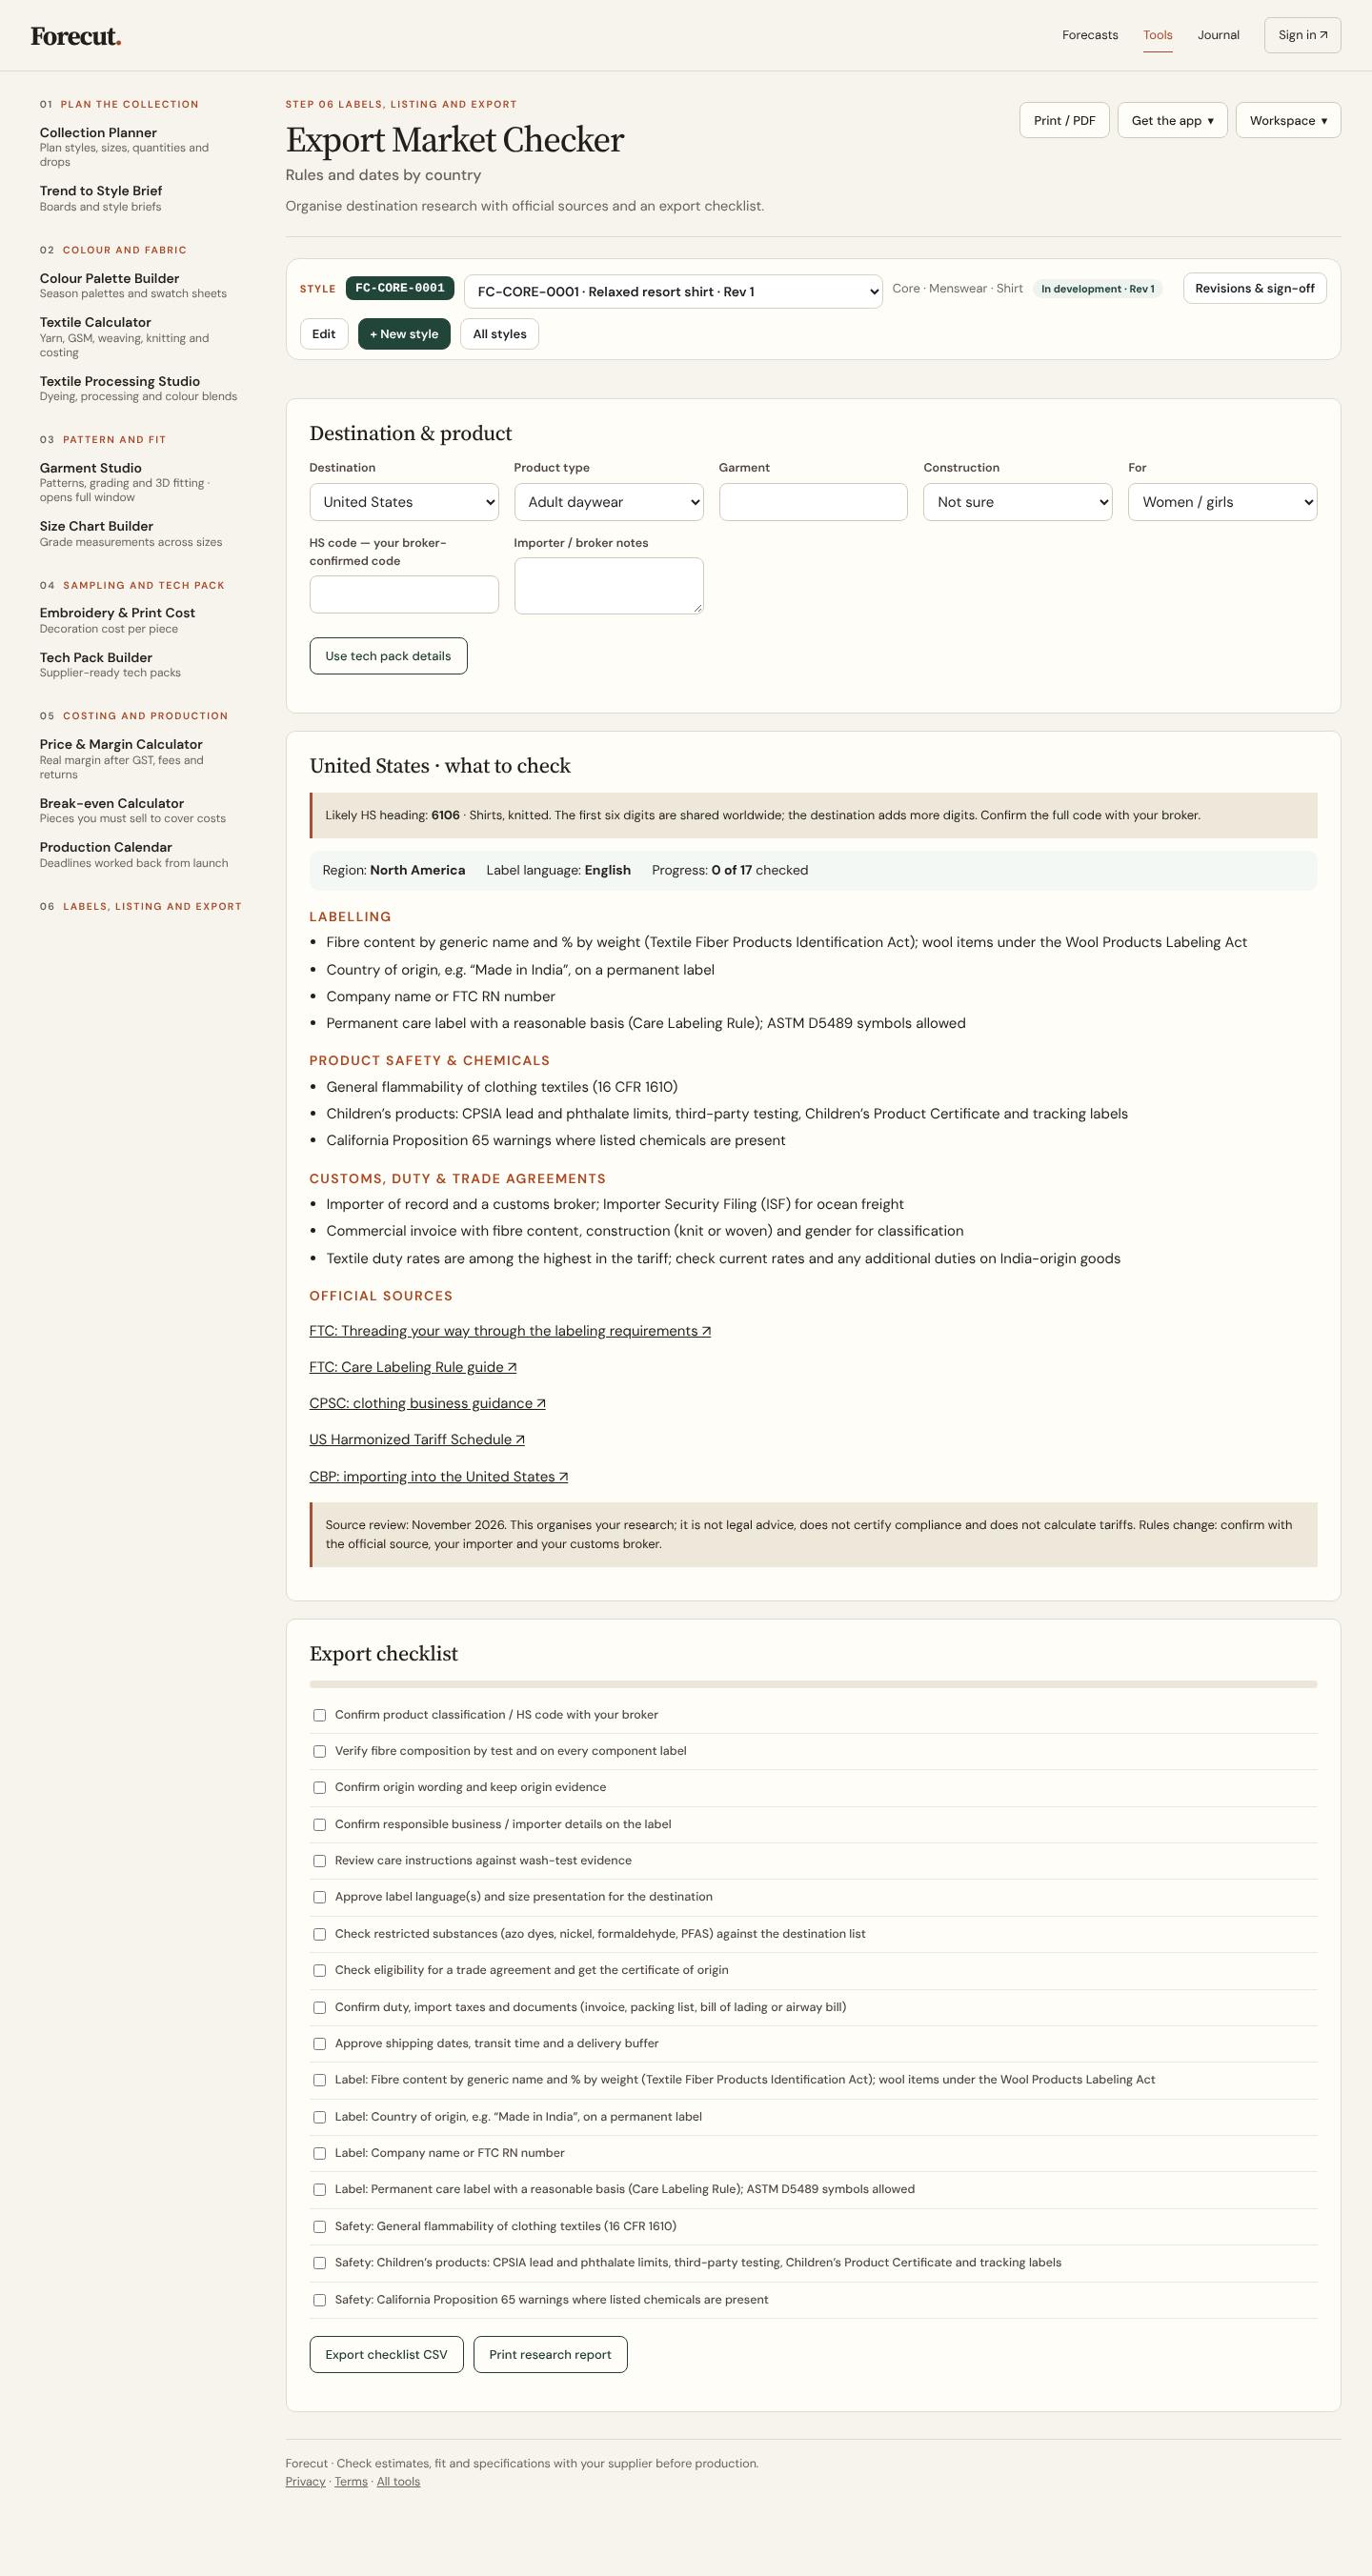 Forecut.
Forecasts
Tools
Journal
Sign in ↗
01 PLAN THE COLLECTION
Collection Planner
Plan styles, sizes, quantities and
drops
Trend to Style Brief
Boards and style briefs
02 COLOUR AND FABRIC
Colour Palette Builder
Season palettes and swatch sheets
Textile Calculator
Yarn, GSM, weaving, knitting and
costing
Textile Processing Studio
Dyeing, processing and colour blends
03 PATTERN AND FIT
Garment Studio
Patterns, grading and 3D fitting ·
opens full window
Size Chart Builder
Grade measurements across sizes
04 SAMPLING AND TECH PACK
Embroidery & Print Cost
Decoration cost per piece
Tech Pack Builder
Supplier-ready tech packs
05 COSTING AND PRODUCTION
Price & Margin Calculator
Real margin after GST, fees and
returns
Break-even Calculator
Pieces you must sell to cover costs
Production Calendar
Deadlines worked back from launch
06 LABELS, LISTING AND EXPORT
STEP 06 LABELS, LISTING AND EXPORT
Export Market Checker
Rules and dates by country
Organise destination research with official sources and an export checklist.
Print / PDF
Get the app ▾
Workspace ▾
STYLE
FC-CORE-0001
FC-CORE-0001 · Relaxed resort shirt · Rev 1
Core · Menswear · Shirt
In development · Rev 1
Revisions & sign-off
Edit
+ New style
All styles
Destination & product
Destination
Product type
Garment
Construction
For
United States
Adult daywear
Not sure
Women / girls
HS code — your broker-
confirmed code
Importer / broker notes
Use tech pack details
United States · what to check
Likely HS heading: 6106 · Shirts, knitted. The first six digits are shared worldwide; the destination adds more digits. Confirm the full code with your broker.
Region: North America
Label language: English
Progress: 0 of 17 checked
LABELLING
• Fibre content by generic name and % by weight (Textile Fiber Products Identification Act); wool items under the Wool Products Labeling Act
• Country of origin, e.g. “Made in India”, on a permanent label
• Company name or FTC RN number
• Permanent care label with a reasonable basis (Care Labeling Rule); ASTM D5489 symbols allowed
PRODUCT SAFETY & CHEMICALS
• General flammability of clothing textiles (16 CFR 1610)
• Children’s products: CPSIA lead and phthalate limits, third-party testing, Children’s Product Certificate and tracking labels
• California Proposition 65 warnings where listed chemicals are present
CUSTOMS, DUTY & TRADE AGREEMENTS
• Importer of record and a customs broker; Importer Security Filing (ISF) for ocean freight
• Commercial invoice with fibre content, construction (knit or woven) and gender for classification
• Textile duty rates are among the highest in the tariff; check current rates and any additional duties on India-origin goods
OFFICIAL SOURCES
FTC: Threading your way through the labeling requirements ↗
FTC: Care Labeling Rule guide ↗
CPSC: clothing business guidance ↗
US Harmonized Tariff Schedule ↗
CBP: importing into the United States ↗
Source review: November 2026. This organises your research; it is not legal advice, does not certify compliance and does not calculate tariffs. Rules change: confirm with
the official source, your importer and your customs broker.
Export checklist
Confirm product classification / HS code with your broker
Verify fibre composition by test and on every component label
Confirm origin wording and keep origin evidence
Confirm responsible business / importer details on the label
Review care instructions against wash-test evidence
Approve label language(s) and size presentation for the destination
Check restricted substances (azo dyes, nickel, formaldehyde, PFAS) against the destination list
Check eligibility for a trade agreement and get the certificate of origin
Confirm duty, import taxes and documents (invoice, packing list, bill of lading or airway bill)
Approve shipping dates, transit time and a delivery buffer
Label: Fibre content by generic name and % by weight (Textile Fiber Products Identification Act); wool items under the Wool Products Labeling Act
Label: Country of origin, e.g. “Made in India”, on a permanent label
Label: Company name or FTC RN number
Label: Permanent care label with a reasonable basis (Care Labeling Rule); ASTM D5489 symbols allowed
Safety: General flammability of clothing textiles (16 CFR 1610)
Safety: Children’s products: CPSIA lead and phthalate limits, third-party testing, Children’s Product Certificate and tracking labels
Safety: California Proposition 65 warnings where listed chemicals are present
Export checklist CSV
Print research report
Forecut · Check estimates, fit and specifications with your supplier before production.
Privacy · Terms · All tools